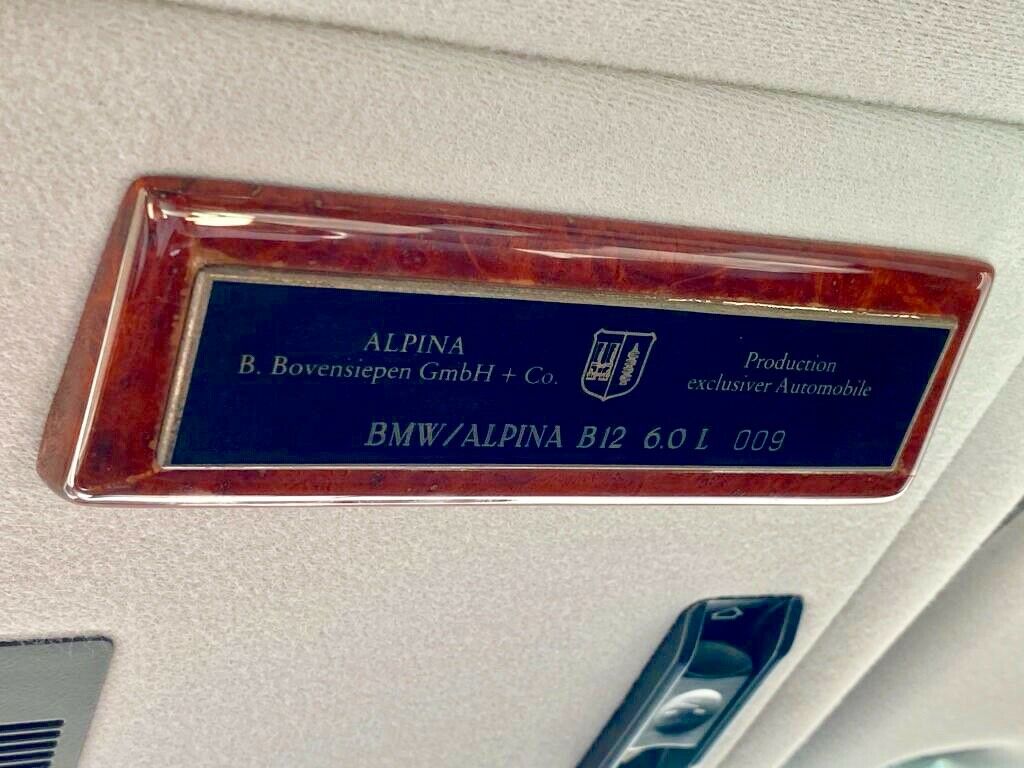 ALPINA
B. Bovensiepen GmbH + Co.
Production
exclusiver Automobile
BMW/ALPINA B12 6.0 L 009